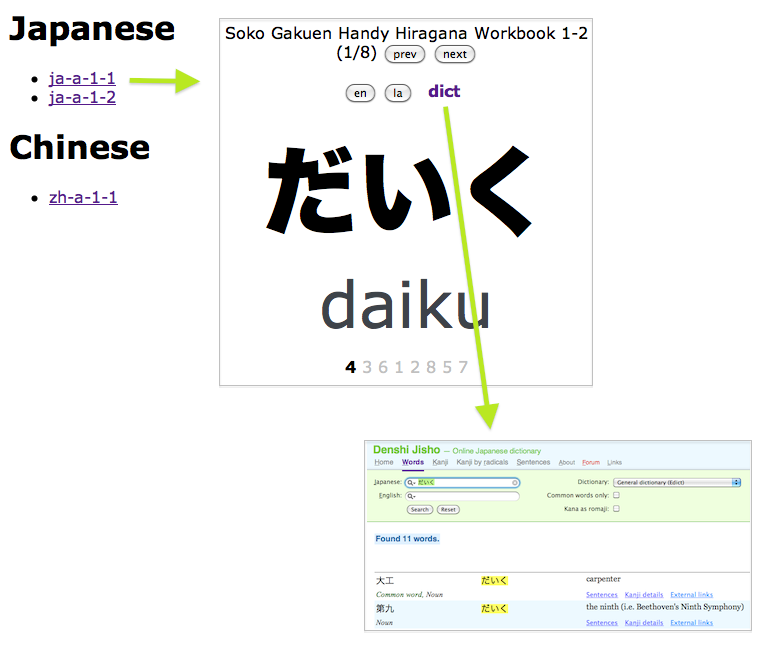 Japanese
ja-a-1-1
ja-a-1-2
Chinese
zh-a-1-1
Soko Gakuen Handy Hiragana Workbook 1-2
(1/8) prev next
en la dict
だいく
daiku
4 3 6 1 2 8 5 7
Denshi Jisho — Online Japanese dictionary
Home Words Kanji Kanji by radicals Sentences About Forum Links
Japanese: だいく Dictionary: General dictionary (Edict)
English: Common words only:
Search Reset Kana as romaji:
Found 11 words.
大工 だいく carpenter
Common word, Noun Sentences Kanji details External links
第九 だいく the ninth (i.e. Beethoven's Ninth Symphony)
Noun Sentences Kanji details External links